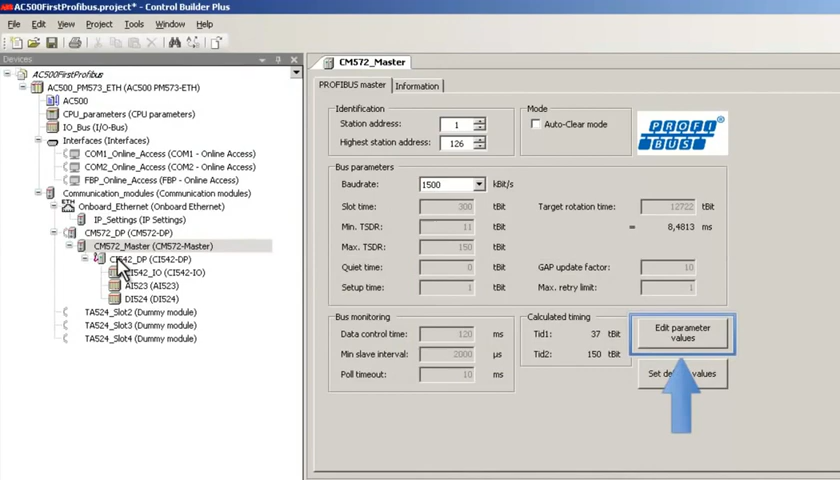 AC500FirstProfibus.project* - Control Builder Plus
File Edit View Project Tools Window Help
Devices
AC500FirstProfibus
AC500_PM573_ETH (AC500 PM573-ETH)
AC500
CPU_parameters (CPU parameters)
IO_Bus (I/O-Bus)
Interfaces (Interfaces)
COM1_Online_Access (COM1 - Online Access)
COM2_Online_Access (COM2 - Online Access)
FBP_Online_Access (FBP - Online Access)
Communication_modules (Communication modules)
Onboard_Ethernet (Onboard Ethernet)
IP_Settings (IP Settings)
CM572_DP (CM572-DP)
CM572_Master (CM572-Master)
CI542_DP (CI542-DP)
CI542_IO (CI542-IO)
AI523 (AI523)
DI524 (DI524)
TA524_Slot2 (Dummy module)
TA524_Slot3 (Dummy module)
TA524_Slot4 (Dummy module)
CM572_Master
PROFIBUS master Information
Identification
Station address: 1
Highest station address: 126
Mode
Auto-Clear mode
PROFI
BUS
Bus parameters
Baudrate: 1500 kBit/s
Slot time: 300 tBit
Target rotation time: 12722 tBit
Min. TSDR: 11 tBit
= 8,4813 ms
Max. TSDR: 150 tBit
Quiet time: 0 tBit
GAP update factor: 10
Setup time: 1 tBit
Max. retry limit: 1
Bus monitoring
Data control time: 120 ms
Min slave interval: 2000 µs
Poll timeout: 10 ms
Calculated timing
Tid1: 37 tBit
Tid2: 150 tBit
Edit parameter
values
Set de values